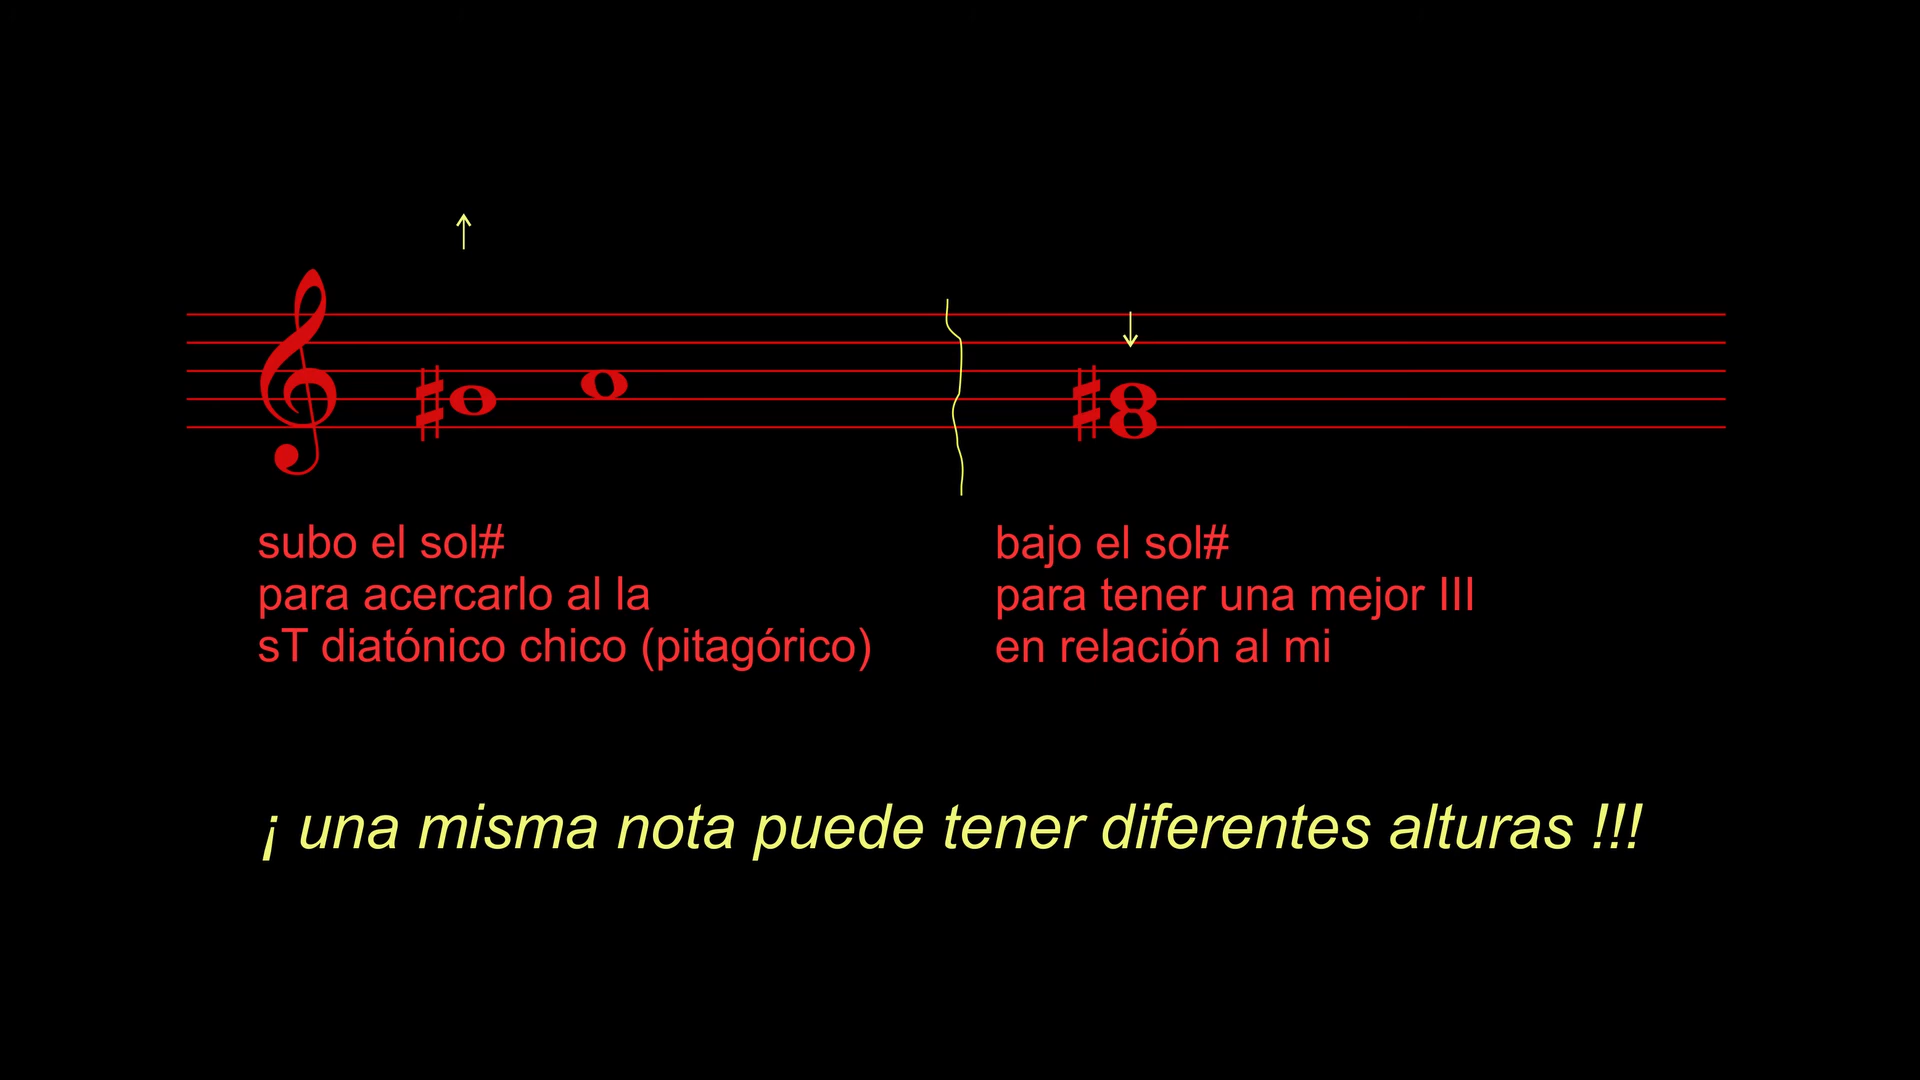 subo el sol#
para acercarlo al la
sT diatónico chico (pitagórico)
bajo el sol#
para tener una mejor III
en relación al mi
¡ una misma nota puede tener diferentes alturas !!!